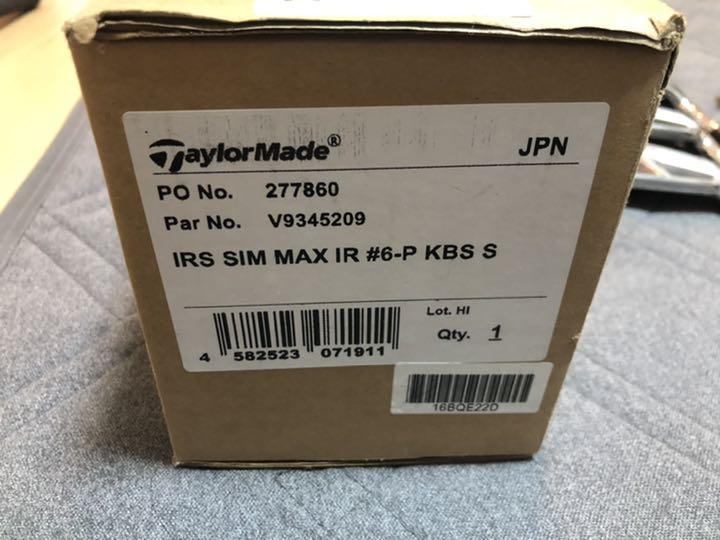 TaylorMade® JPN
PO No. 277860
Par No. V9345209
IRS SIM MAX IR #6-P KBS S
Lot. HI
Qty. 1
4 582523 071911
16BQE22D